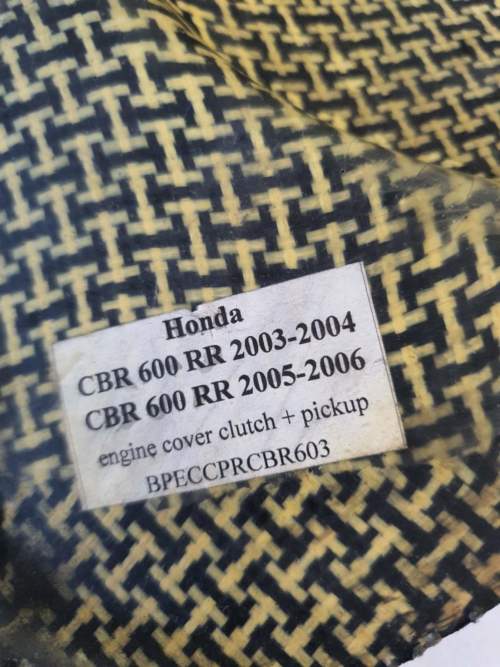 Honda
CBR 600 RR 2003-2004
CBR 600 RR 2005-2006
engine cover clutch + pickup
BPECCPRCBR603